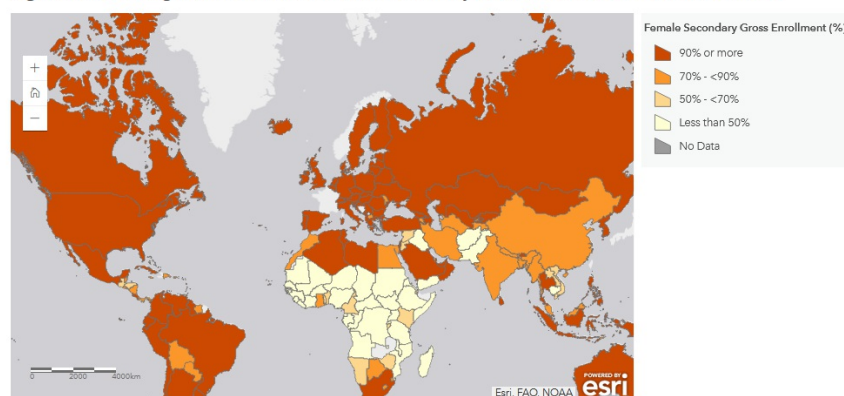 Female Secondary Gross Enrollment (%)
90% or more
70% - <90%
50% - <70%
Less than 50%
No Data
+
−
0 2000 4000km
Esri, FAO, NOAA
POWERED BY
esri